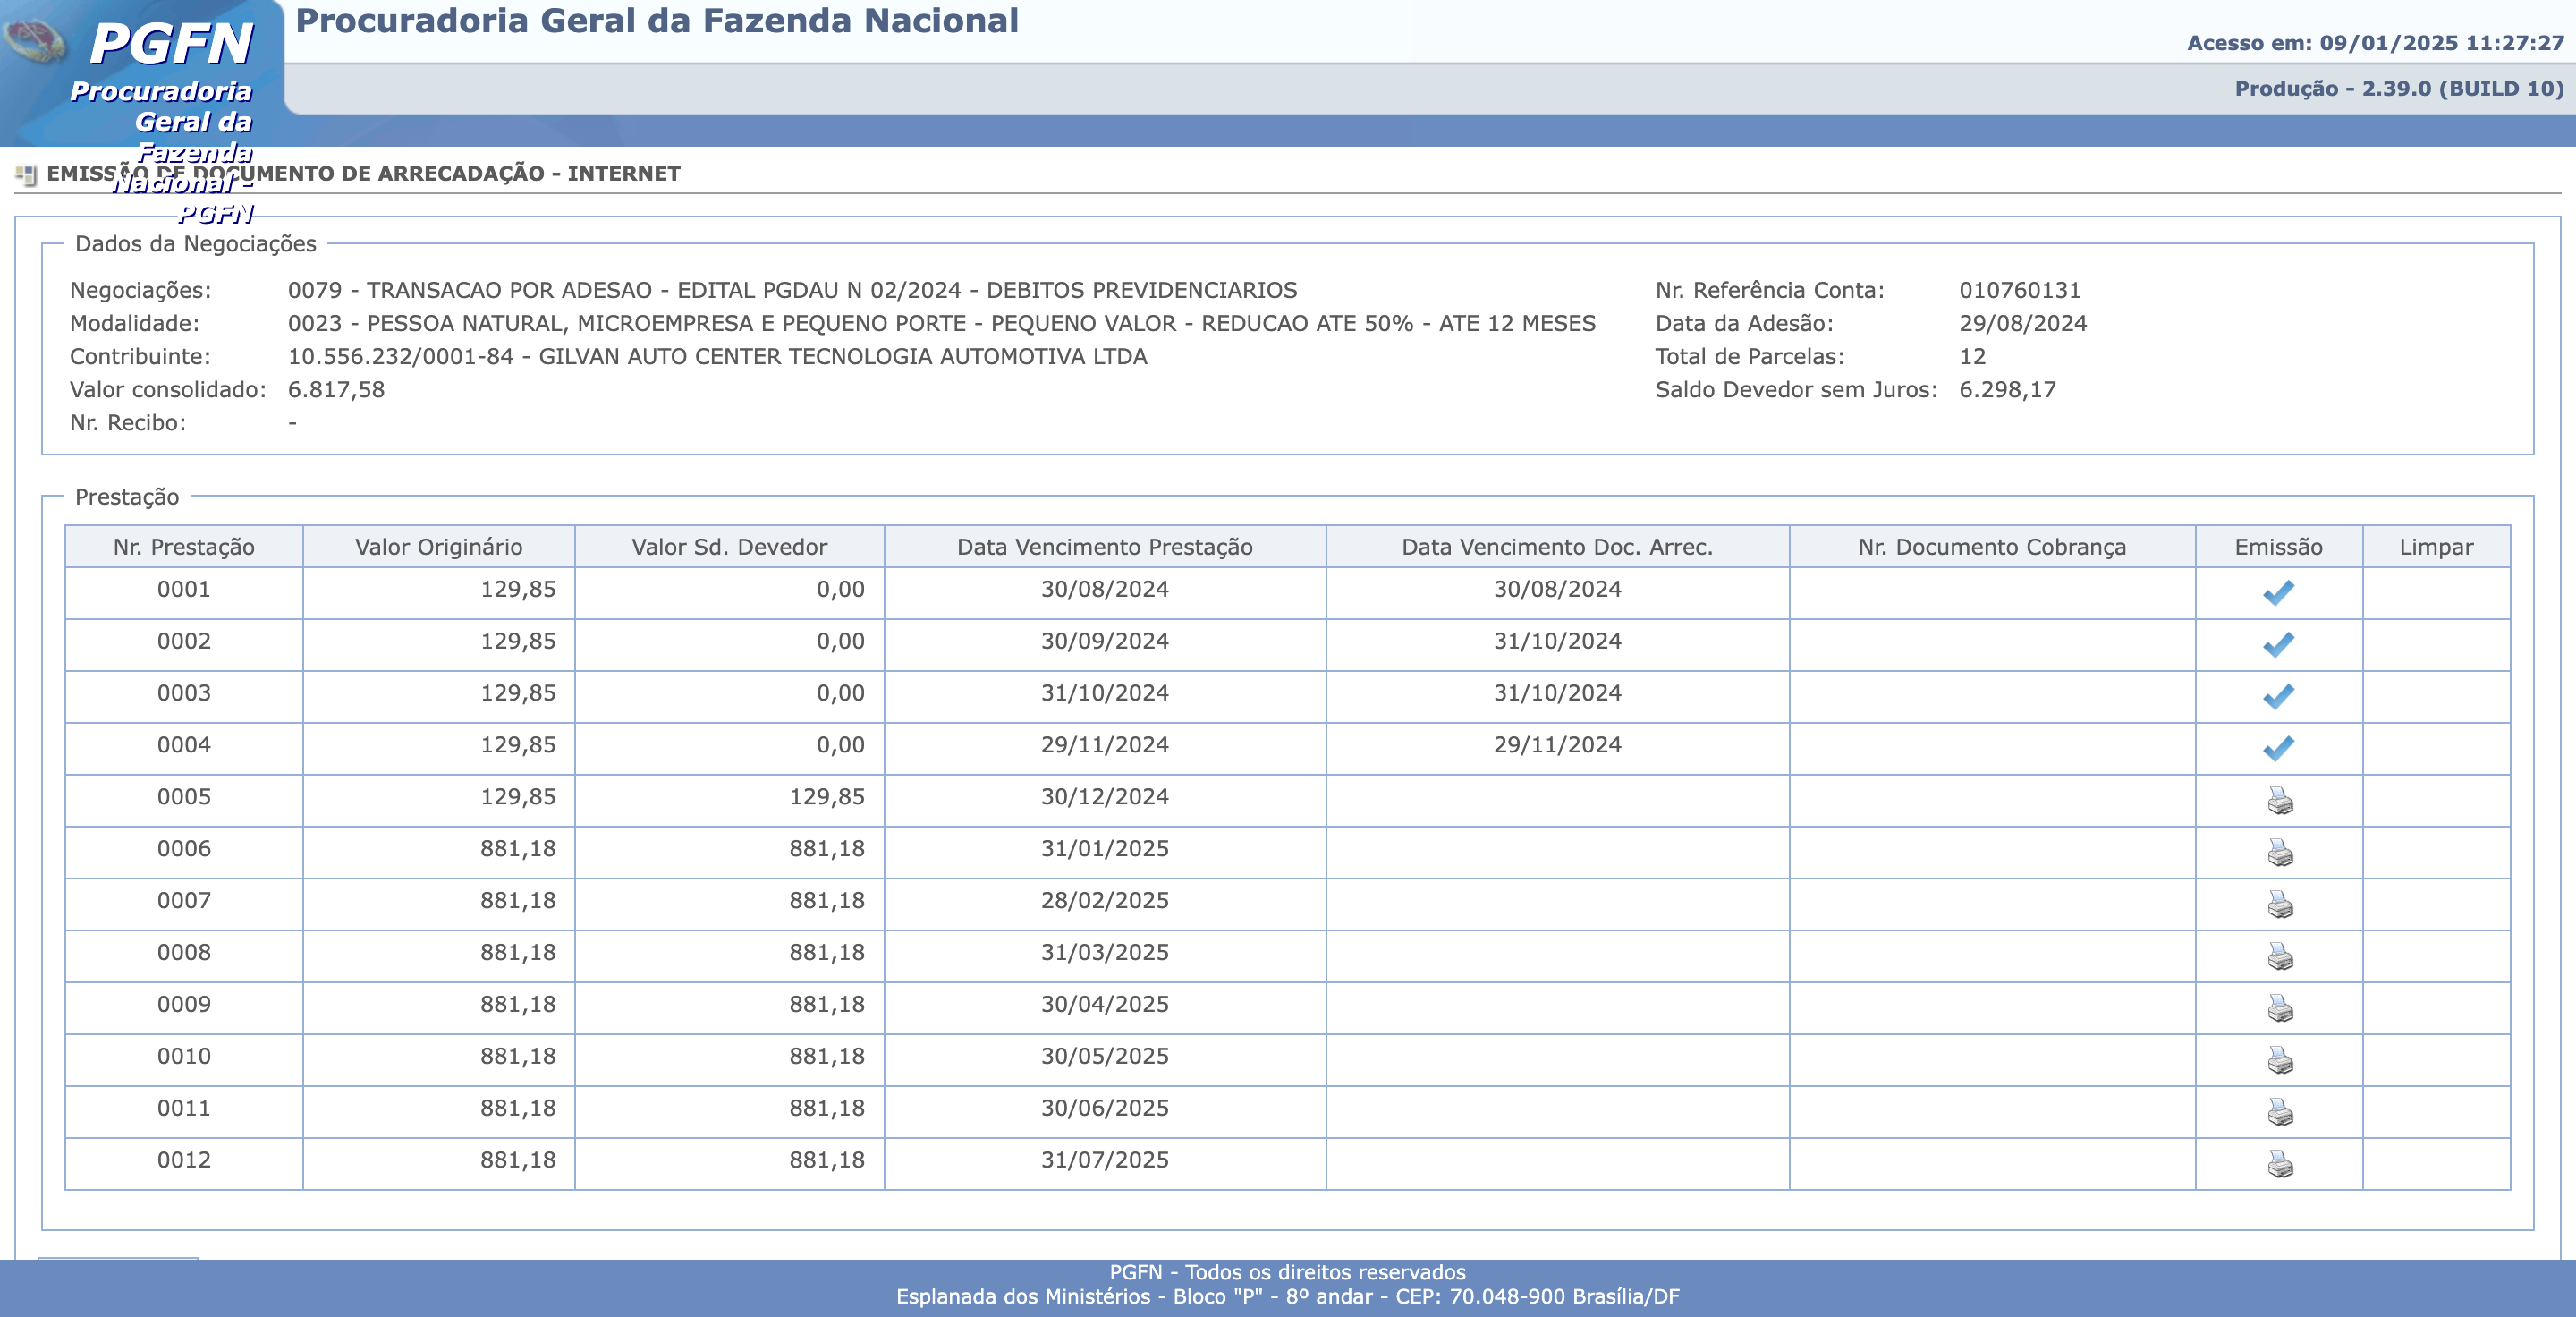 PGFN
Procuradoria
Geral da
Fazenda
Nacional -
PGFN
Procuradoria Geral da Fazenda Nacional
Acesso em: 09/01/2025 11:27:27
Produção - 2.39.0 (BUILD 10)
EMISSÃO DE DOCUMENTO DE ARRECADAÇÃO - INTERNET
Dados da Negociações
Negociações: 0079 - TRANSACAO POR ADESAO - EDITAL PGDAU N 02/2024 - DEBITOS PREVIDENCIARIOS Nr. Referência Conta: 010760131
Modalidade: 0023 - PESSOA NATURAL, MICROEMPRESA E PEQUENO PORTE - PEQUENO VALOR - REDUCAO ATE 50% - ATE 12 MESES Data da Adesão: 29/08/2024
Contribuinte: 10.556.232/0001-84 - GILVAN AUTO CENTER TECNOLOGIA AUTOMOTIVA LTDA Total de Parcelas: 12
Valor consolidado: 6.817,58 Saldo Devedor sem Juros: 6.298,17
Nr. Recibo: -
Prestação
Nr. Prestação Valor Originário Valor Sd. Devedor Data Vencimento Prestação Data Vencimento Doc. Arrec. Nr. Documento Cobrança Emissão Limpar
0001 129,85 0,00 30/08/2024 30/08/2024
0002 129,85 0,00 30/09/2024 31/10/2024
0003 129,85 0,00 31/10/2024 31/10/2024
0004 129,85 0,00 29/11/2024 29/11/2024
0005 129,85 129,85 30/12/2024
0006 881,18 881,18 31/01/2025
0007 881,18 881,18 28/02/2025
0008 881,18 881,18 31/03/2025
0009 881,18 881,18 30/04/2025
0010 881,18 881,18 30/05/2025
0011 881,18 881,18 30/06/2025
0012 881,18 881,18 31/07/2025
PGFN - Todos os direitos reservados
Esplanada dos Ministérios - Bloco "P" - 8º andar - CEP: 70.048-900 Brasília/DF